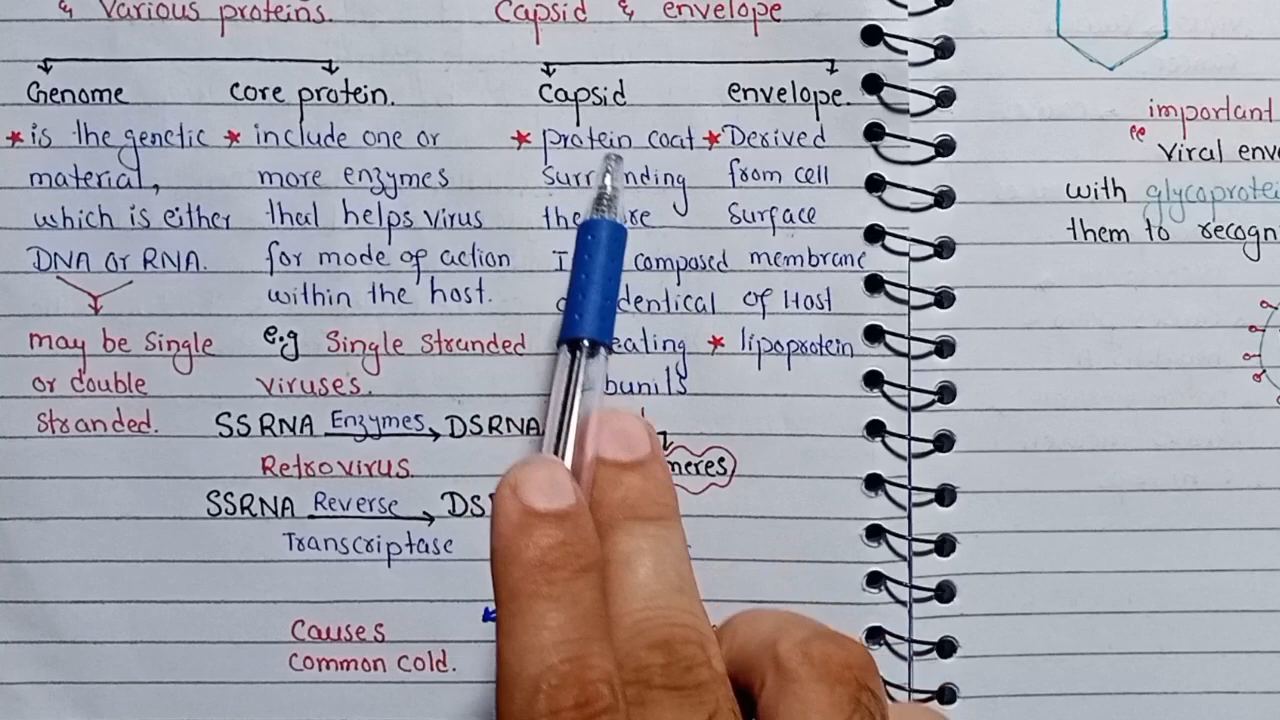 & Various proteins.
Capsid & envelope
Genome
core protein.
Capsid
envelope.
* is the genetic
material,
which is either
DNA or RNA.
may be Single
or double
Stranded.
* include one or
more enzymes
that helps virus
for mode of action
within the host.
e.g Single Stranded
viruses.
SSRNA Enzymes DSRNA
Retrovirus.
SSRNA Reverse
Transcriptase
Causes
Common cold.
* protein coat
the
composed
* Derived
from cell
Surface
membrane
of Host
* lipoprotein
important
Viral
with
them to